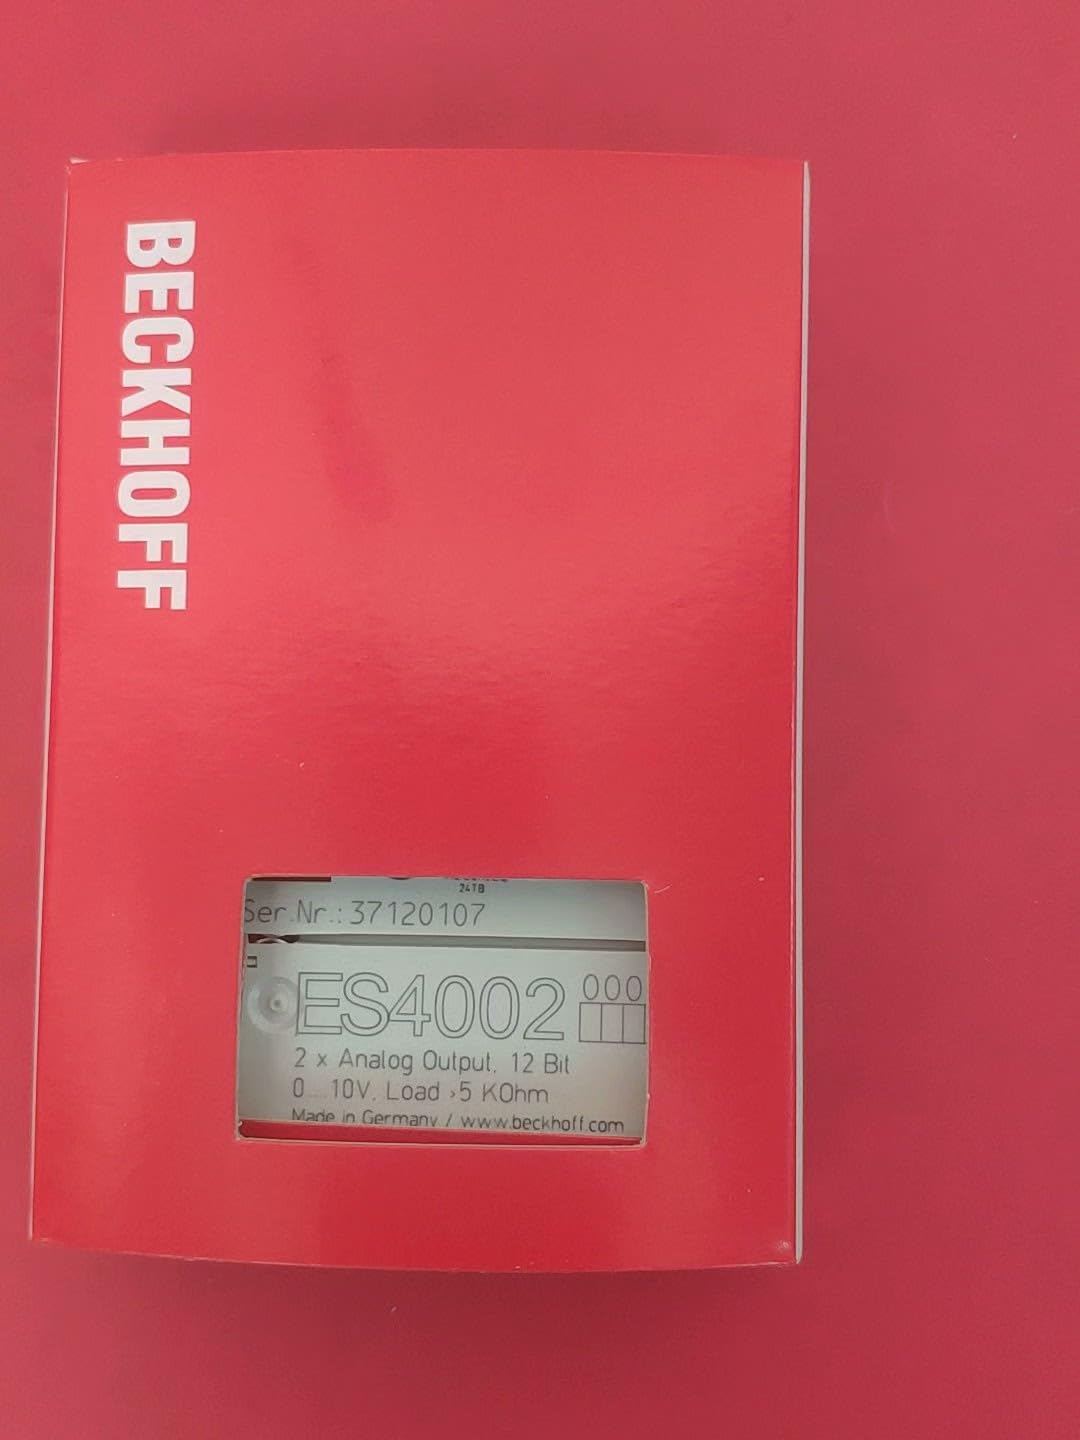 BECKHOFF
24TB
Ser.Nr.: 37120107
ES4002 000
2 x Analog Output, 12 Bit
0....10V, Load >5 KOhm
Made in Germany / www.beckhoff.com